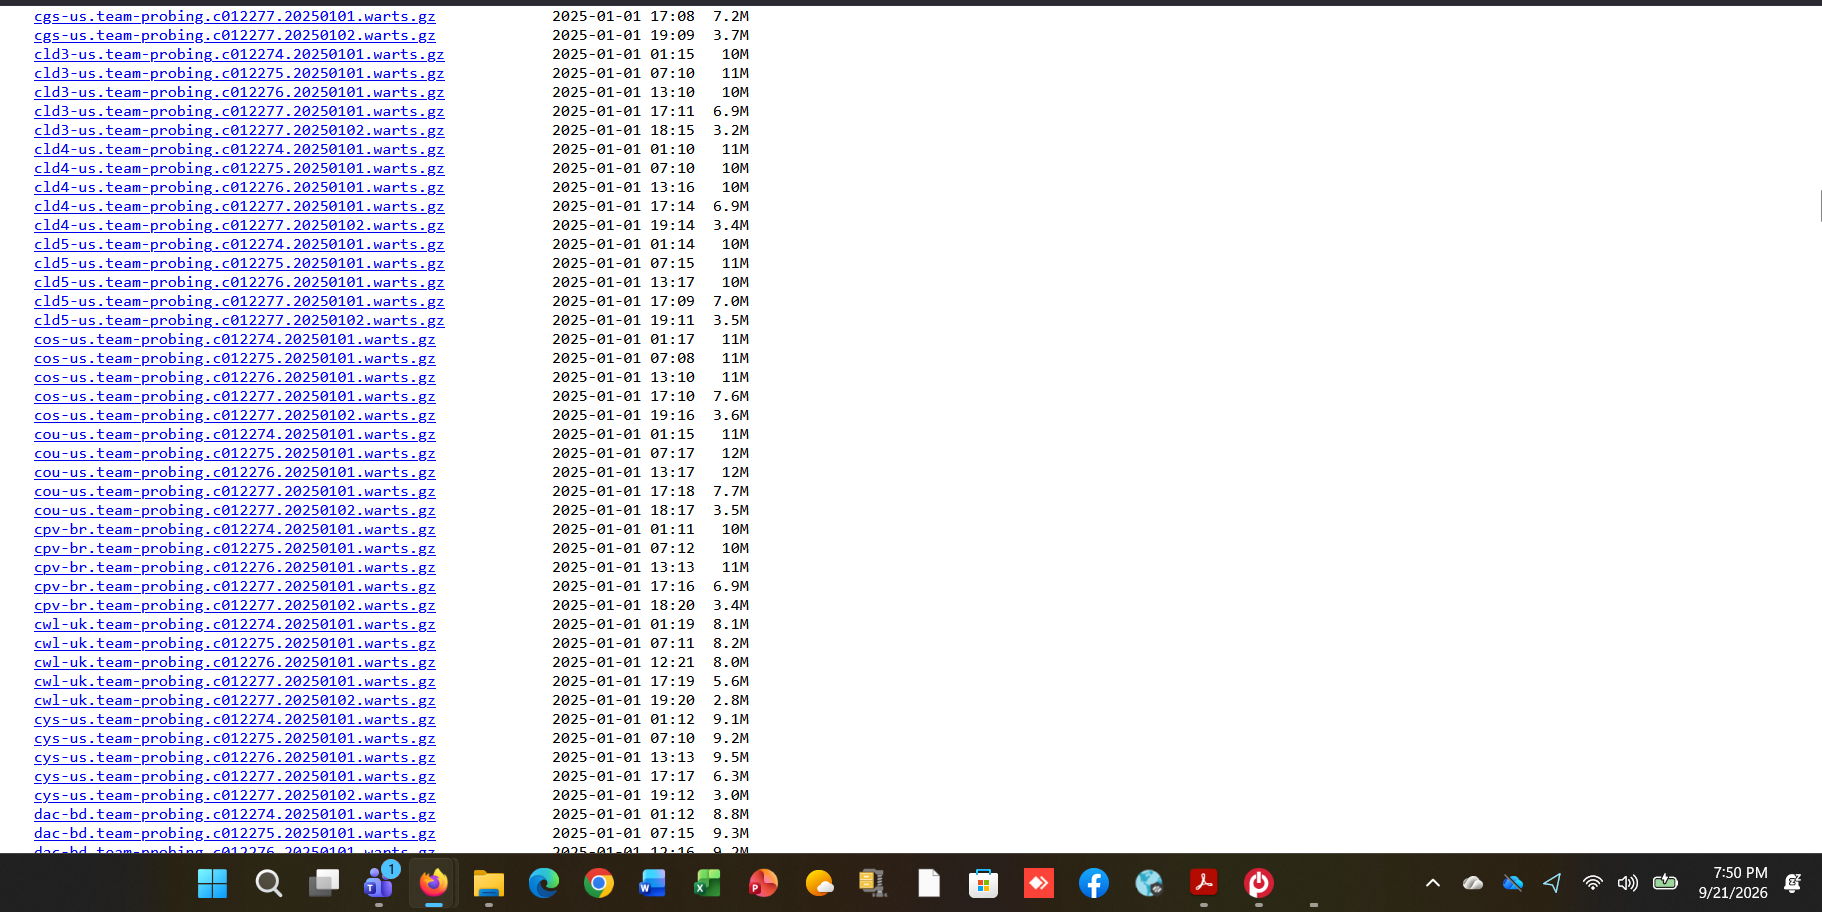 cgs-us.team-probing.c012277.20250101.warts.gz 2025-01-01 17:08 7.2M
cgs-us.team-probing.c012277.20250102.warts.gz 2025-01-01 19:09 3.7M
cld3-us.team-probing.c012274.20250101.warts.gz 2025-01-01 01:15 10M
cld3-us.team-probing.c012275.20250101.warts.gz 2025-01-01 07:10 11M
cld3-us.team-probing.c012276.20250101.warts.gz 2025-01-01 13:10 10M
cld3-us.team-probing.c012277.20250101.warts.gz 2025-01-01 17:11 6.9M
cld3-us.team-probing.c012277.20250102.warts.gz 2025-01-01 18:15 3.2M
cld4-us.team-probing.c012274.20250101.warts.gz 2025-01-01 01:10 11M
cld4-us.team-probing.c012275.20250101.warts.gz 2025-01-01 07:10 10M
cld4-us.team-probing.c012276.20250101.warts.gz 2025-01-01 13:16 10M
cld4-us.team-probing.c012277.20250101.warts.gz 2025-01-01 17:14 6.9M
cld4-us.team-probing.c012277.20250102.warts.gz 2025-01-01 19:14 3.4M
cld5-us.team-probing.c012274.20250101.warts.gz 2025-01-01 01:14 10M
cld5-us.team-probing.c012275.20250101.warts.gz 2025-01-01 07:15 11M
cld5-us.team-probing.c012276.20250101.warts.gz 2025-01-01 13:17 10M
cld5-us.team-probing.c012277.20250101.warts.gz 2025-01-01 17:09 7.0M
cld5-us.team-probing.c012277.20250102.warts.gz 2025-01-01 19:11 3.5M
cos-us.team-probing.c012274.20250101.warts.gz 2025-01-01 01:17 11M
cos-us.team-probing.c012275.20250101.warts.gz 2025-01-01 07:08 11M
cos-us.team-probing.c012276.20250101.warts.gz 2025-01-01 13:10 11M
cos-us.team-probing.c012277.20250101.warts.gz 2025-01-01 17:10 7.6M
cos-us.team-probing.c012277.20250102.warts.gz 2025-01-01 19:16 3.6M
cou-us.team-probing.c012274.20250101.warts.gz 2025-01-01 01:15 11M
cou-us.team-probing.c012275.20250101.warts.gz 2025-01-01 07:17 12M
cou-us.team-probing.c012276.20250101.warts.gz 2025-01-01 13:17 12M
cou-us.team-probing.c012277.20250101.warts.gz 2025-01-01 17:18 7.7M
cou-us.team-probing.c012277.20250102.warts.gz 2025-01-01 18:17 3.5M
cpv-br.team-probing.c012274.20250101.warts.gz 2025-01-01 01:11 10M
cpv-br.team-probing.c012275.20250101.warts.gz 2025-01-01 07:12 10M
cpv-br.team-probing.c012276.20250101.warts.gz 2025-01-01 13:13 11M
cpv-br.team-probing.c012277.20250101.warts.gz 2025-01-01 17:16 6.9M
cpv-br.team-probing.c012277.20250102.warts.gz 2025-01-01 18:20 3.4M
cwl-uk.team-probing.c012274.20250101.warts.gz 2025-01-01 01:19 8.1M
cwl-uk.team-probing.c012275.20250101.warts.gz 2025-01-01 07:11 8.2M
cwl-uk.team-probing.c012276.20250101.warts.gz 2025-01-01 12:21 8.0M
cwl-uk.team-probing.c012277.20250101.warts.gz 2025-01-01 17:19 5.6M
cwl-uk.team-probing.c012277.20250102.warts.gz 2025-01-01 19:20 2.8M
cys-us.team-probing.c012274.20250101.warts.gz 2025-01-01 01:12 9.1M
cys-us.team-probing.c012275.20250101.warts.gz 2025-01-01 07:10 9.2M
cys-us.team-probing.c012276.20250101.warts.gz 2025-01-01 13:13 9.5M
cys-us.team-probing.c012277.20250101.warts.gz 2025-01-01 17:17 6.3M
cys-us.team-probing.c012277.20250102.warts.gz 2025-01-01 19:12 3.0M
dac-bd.team-probing.c012274.20250101.warts.gz 2025-01-01 01:12 8.8M
dac-bd.team-probing.c012275.20250101.warts.gz 2025-01-01 07:15 9.3M
dac-bd.team-probing.c012276.20250101.warts.gz 2025-01-01 12:16 9.2M
1
7:50 PM
9/21/2026